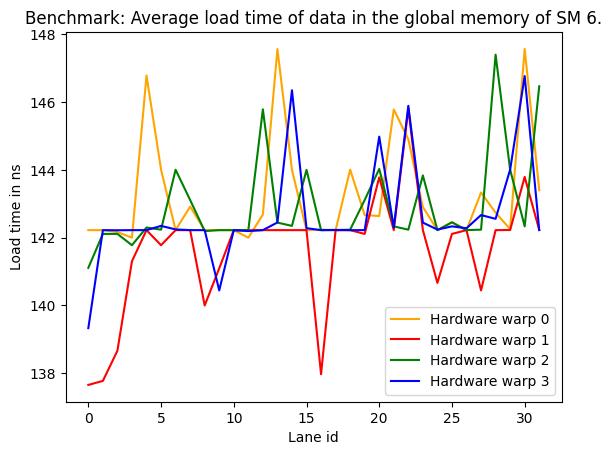 Benchmark: Average load time of data in the global memory of SM 6.
148
146
144
142
140
138
Load time in ns
0 5 10 15 20 25 30
Lane id
Hardware warp 0
Hardware warp 1
Hardware warp 2
Hardware warp 3